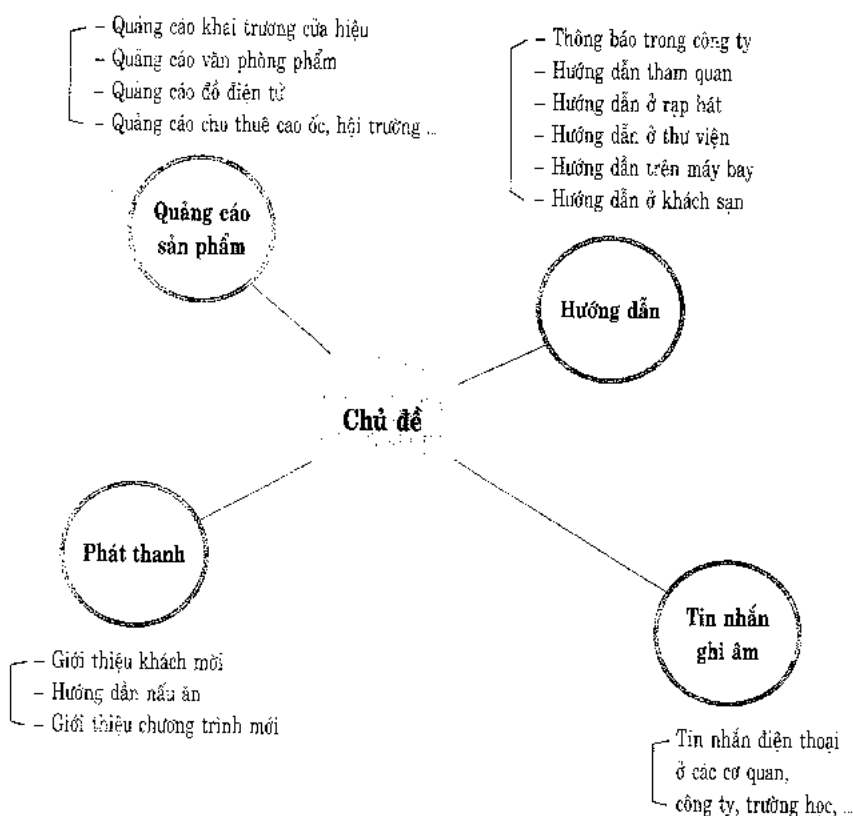 – Quảng cáo khai trương cửa hiệu
– Quảng cáo văn phòng phẩm
– Quảng cáo đồ điện tử
– Quảng cáo cho thuê cao ốc, hội trường ...
Quảng cáo
sản phẩm
– Thông báo trong công ty
– Hướng dẫn tham quan
– Hướng dẫn ở rạp hát
– Hướng dẫn ở thư viện
– Hướng dẫn trên máy bay
– Hướng dẫn ở khách sạn
Hướng dẫn
Chủ đề
Phát thanh
– Giới thiệu khách mời
– Hướng dẫn nấu ăn
– Giới thiệu chương trình mới
Tin nhắn
ghi âm
– Tin nhắn điện thoại
ở các cơ quan,
công ty, trường học, ...